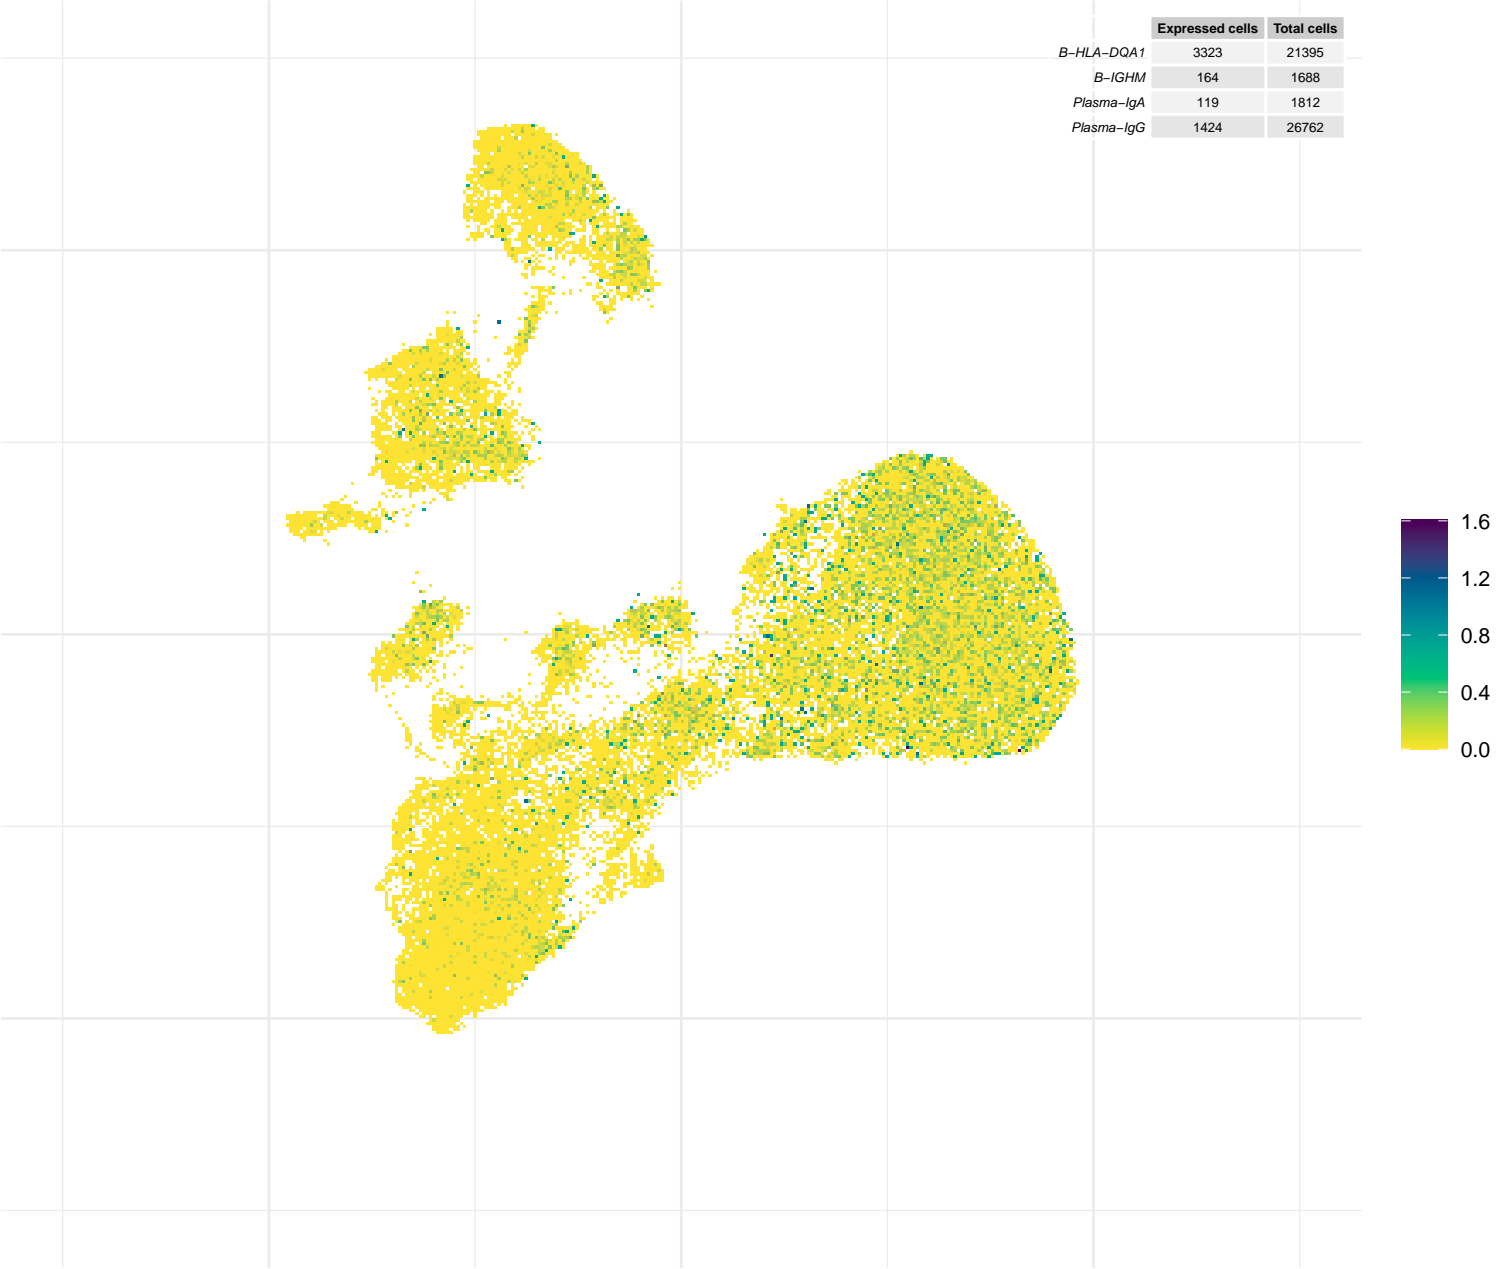 Expressed cells Total cells
B−HLA−DQA1 3323 21395
B−IGHM 164 1688
Plasma−IgA 119 1812
Plasma−IgG 1424 26762
1.6
1.2
0.8
0.4
0.0